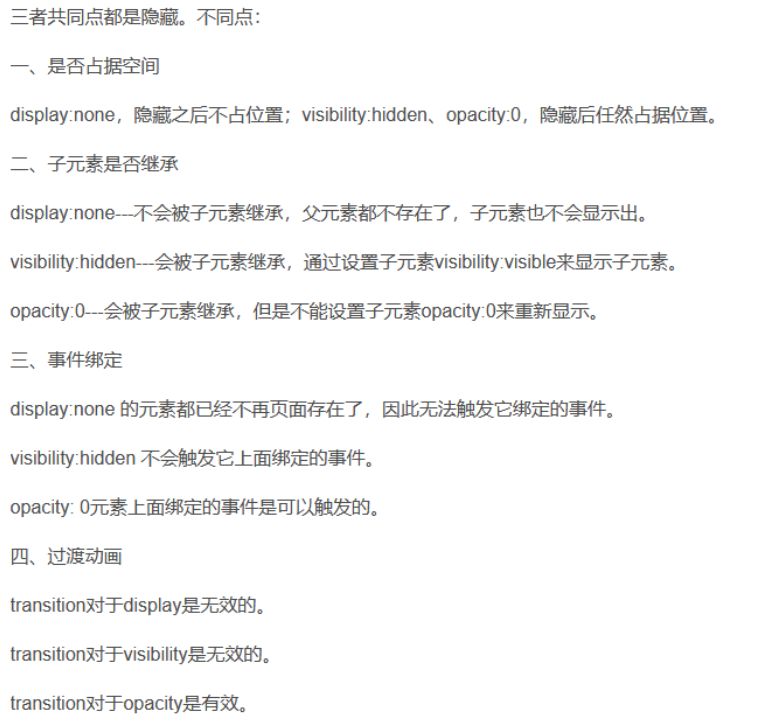 三者共同点都是隐藏。不同点：
一、是否占据空间
display:none，隐藏之后不占位置；visibility:hidden、opacity:0，隐藏后任然占据位置。
二、子元素是否继承
display:none---不会被子元素继承，父元素都不存在了，子元素也不会显示出。
visibility:hidden---会被子元素继承，通过设置子元素visibility:visible来显示子元素。
opacity:0---会被子元素继承，但是不能设置子元素opacity:0来重新显示。
三、事件绑定
display:none 的元素都已经不再页面存在了，因此无法触发它绑定的事件。
visibility:hidden 不会触发它上面绑定的事件。
opacity: 0元素上面绑定的事件是可以触发的。
四、过渡动画
transition对于display是无效的。
transition对于visibility是无效的。
transition对于opacity是有效。